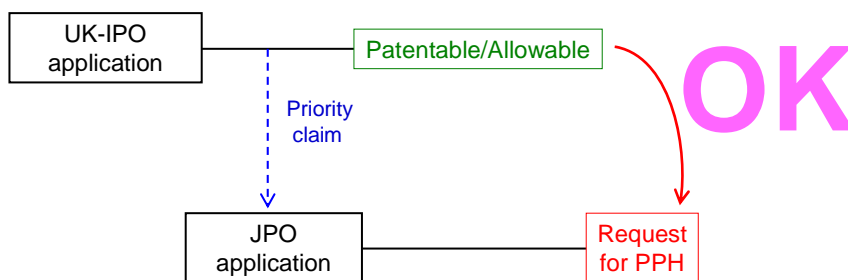 UK-IPO
application
Patentable/Allowable
OK
Priority
claim
JPO
application
Request
for PPH